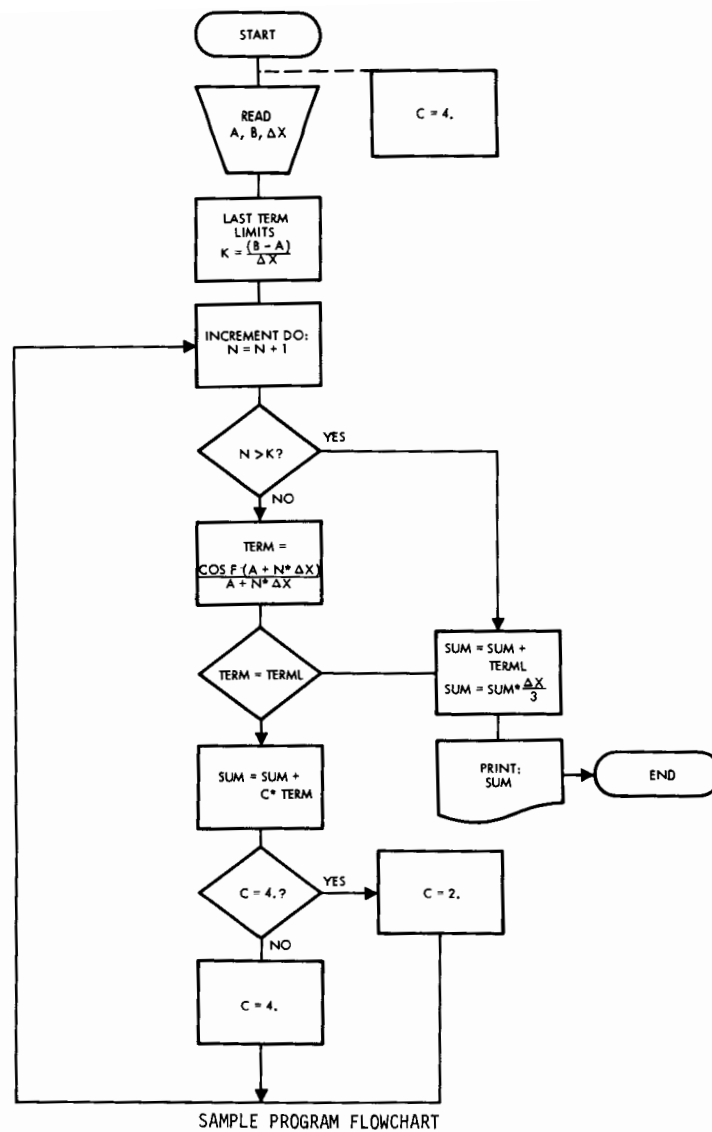 START
C = 4.
READ
A, B, ΔX
LAST TERM
LIMITS
K = (B - A)
ΔX
INCREMENT DO:
N = N + 1
N > K?
YES
NO
TERM =
COS F (A + N* ΔX)
A + N* ΔX
TERM = TERML
SUM = SUM +
TERML
SUM = SUM* ΔX
3
SUM = SUM +
C* TERM
PRINT:
SUM
END
C = 4.?
YES
C = 2.
NO
C = 4.
SAMPLE PROGRAM FLOWCHART